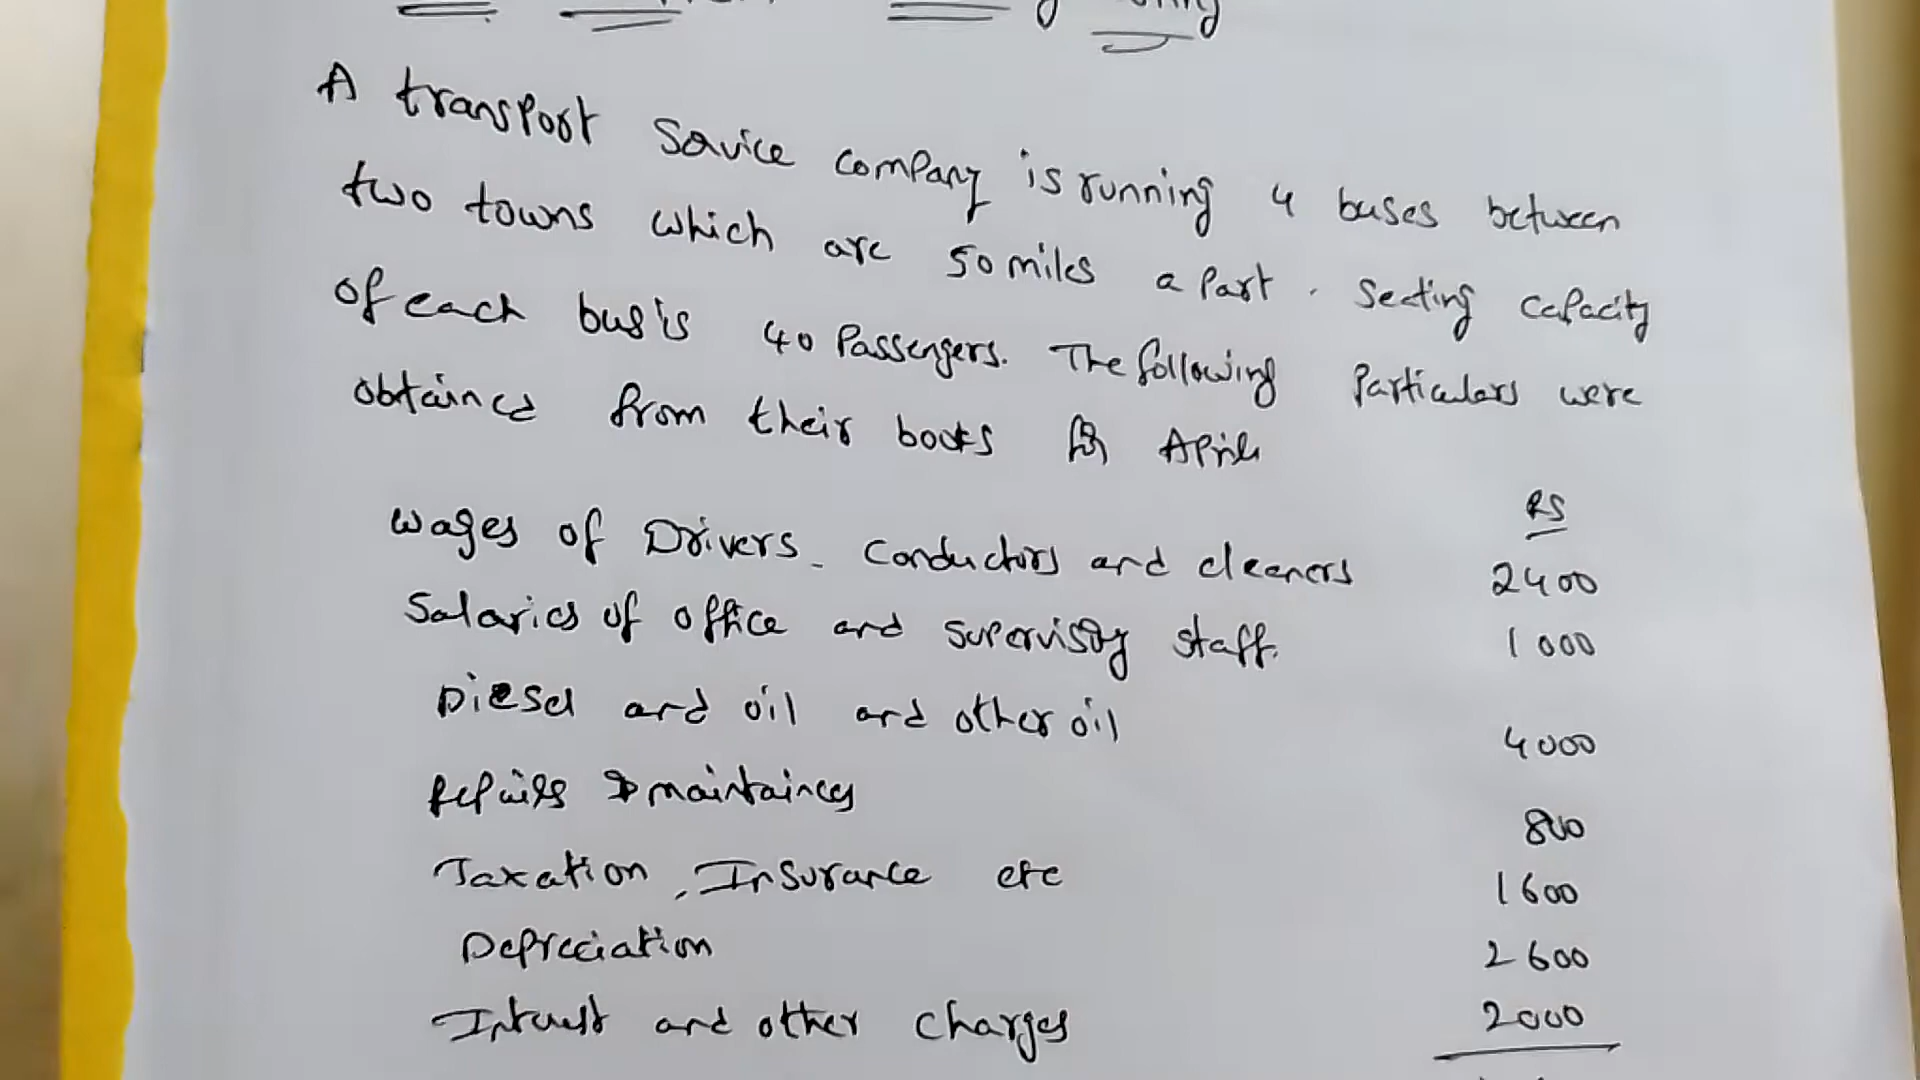 A transport Service company is running 4 buses between
two towns which are 50 miles a part. Seating capacity
of each bus is 40 Passengers. The following Particulars were
obtained from their books for April
RS
Wages of Drivers - Conductors and cleaners 2400
Salaries of office and supervisory staff. 1000
Diesel and oil and other oil 4000
Repairs & maintaincy 800
Taxation, Insurance etc 1600
Depreciation 2600
Interest and other charges 2000